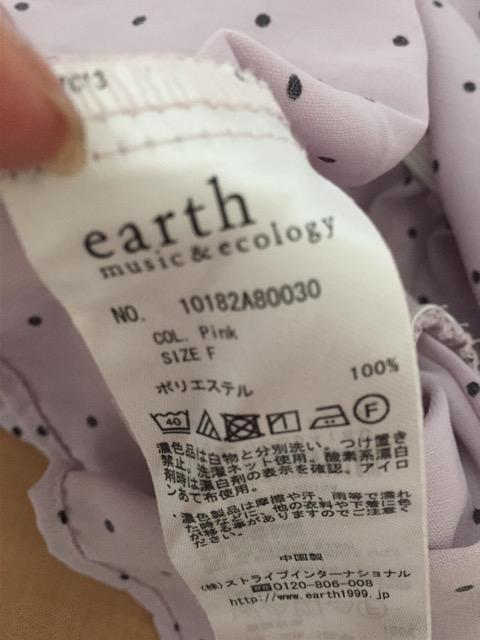 earth
music & ecology
NO. 10182A80030
COL. Pink
SIZE F
ポリエステル 100%
40 F
濃色品は白物と分別洗い。つけ置き
禁止。洗濯ネット使用。酸素系漂白
剤時は漂白剤の表示を確認。アイロ
ンあて布使用。
・濃色製品は摩擦や汗、雨等で濡れ
た時などに、他の衣料や下着に色
が移る事がありますのでご注意く
ださい。
中国製
(株)ストライプインターナショナル
0120-806-008
http://www.earth1999.jp